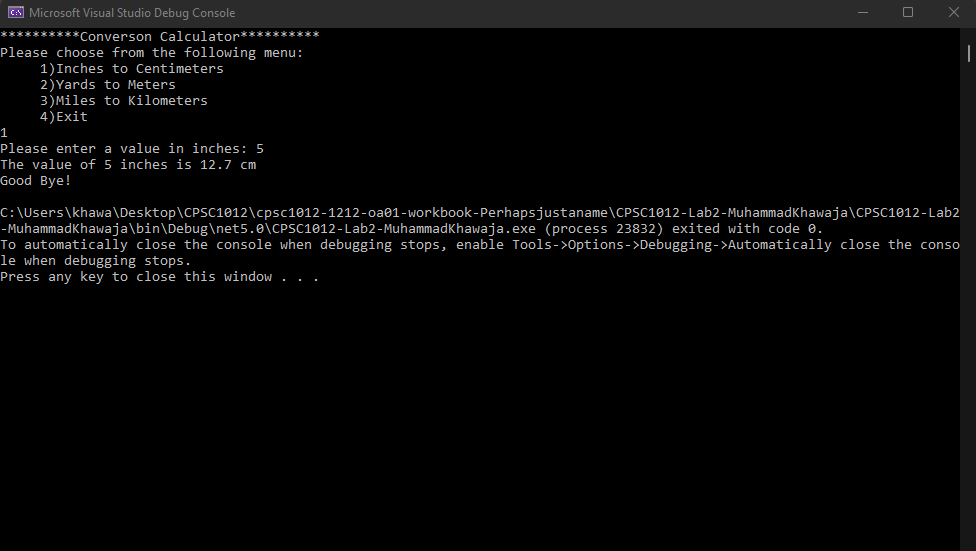 Microsoft Visual Studio Debug Console
**********Converson Calculator**********
Please choose from the following menu:
     1)Inches to Centimeters
     2)Yards to Meters
     3)Miles to Kilometers
     4)Exit
1
Please enter a value in inches: 5
The value of 5 inches is 12.7 cm
Good Bye!
C:\Users\khawa\Desktop\CPSC1012\cpsc1012-1212-oa01-workbook-Perhapsjustaname\CPSC1012-Lab2-MuhammadKhawaja\CPSC1012-Lab2
-MuhammadKhawaja\bin\Debug\net5.0\CPSC1012-Lab2-MuhammadKhawaja.exe (process 23832) exited with code 0.
To automatically close the console when debugging stops, enable Tools->Options->Debugging->Automatically close the conso
le when debugging stops.
Press any key to close this window . . .